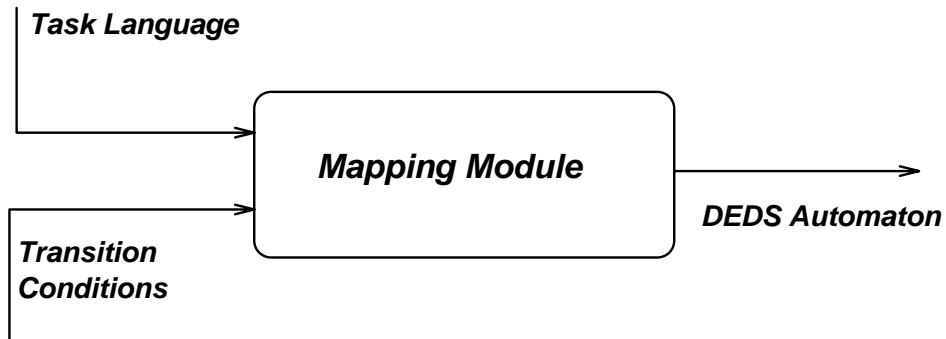 Task Language
Mapping Module
DEDS Automaton
Transition
Conditions